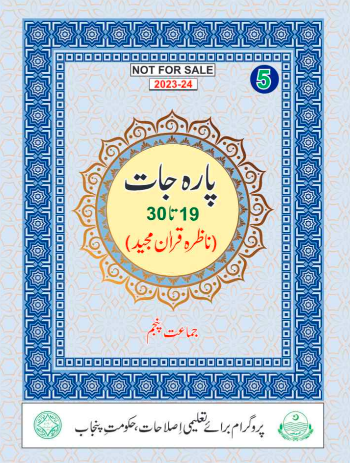 NOT FOR SALE
2023-24
5
پارہ جات
19 تا 30
(ناظرہ قرآن مجید)
جماعت پنجم
پروگرام برائے تعلیمی اصلاحات، حکومتِ پنجاب